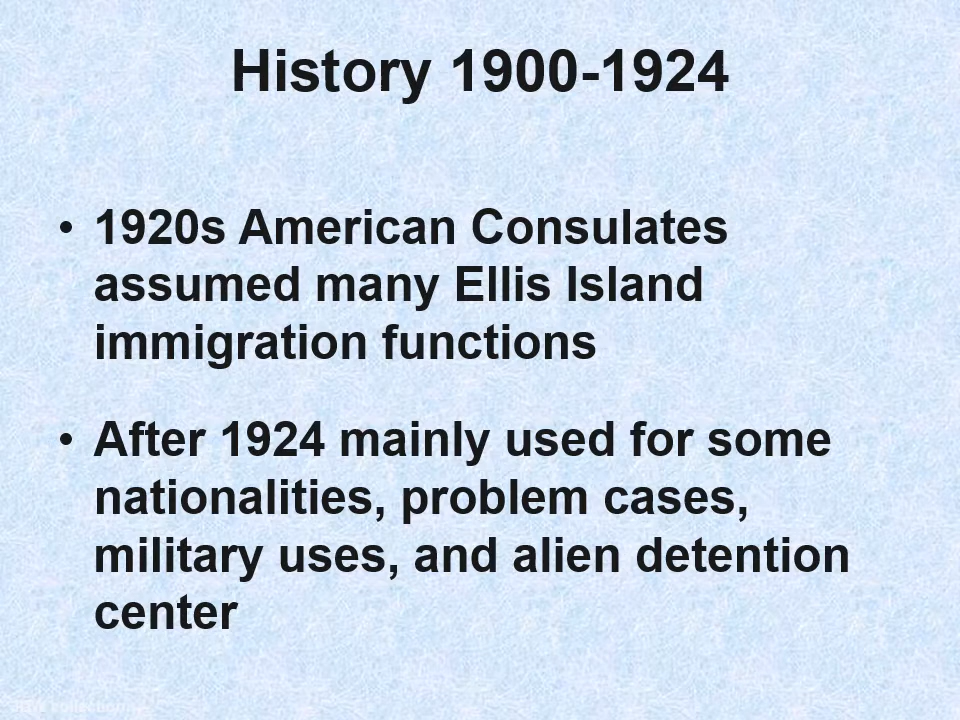 History 1900-1924
• 1920s American Consulates
assumed many Ellis Island
immigration functions
• After 1924 mainly used for some
nationalities, problem cases,
military uses, and alien detention
center